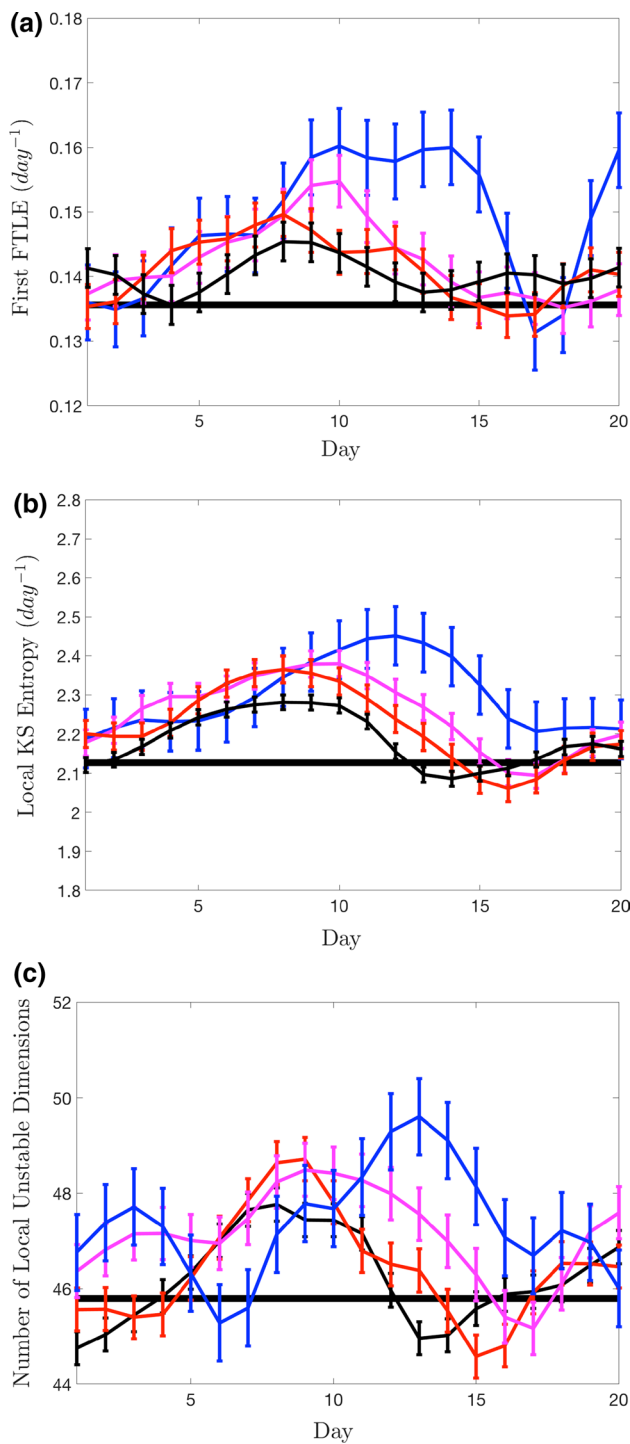 (a)
First FTLE (day⁻¹)
0.18
0.17
0.16
0.15
0.14
0.13
0.12
5 10 15 20
Day
(b)
Local KS Entropy (day⁻¹)
2.8
2.7
2.6
2.5
2.4
2.3
2.2
2.1
2
1.9
1.8
5 10 15 20
Day
(c)
Number of Local Unstable Dimensions
52
50
48
46
44
5 10 15 20
Day